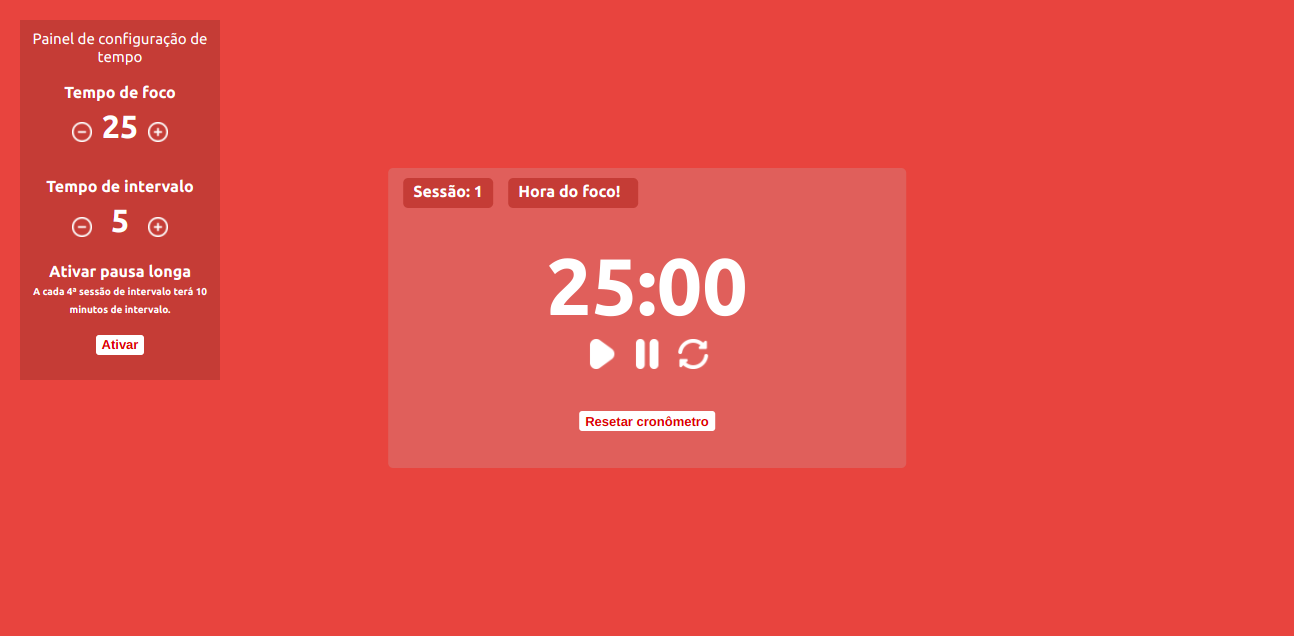 Painel de configuração de
tempo
Tempo de foco
25
Tempo de intervalo
5
Ativar pausa longa
A cada 4ª sessão de intervalo terá 10
minutos de intervalo.
Ativar
Sessão: 1
Hora do foco!
25:00
Resetar cronômetro